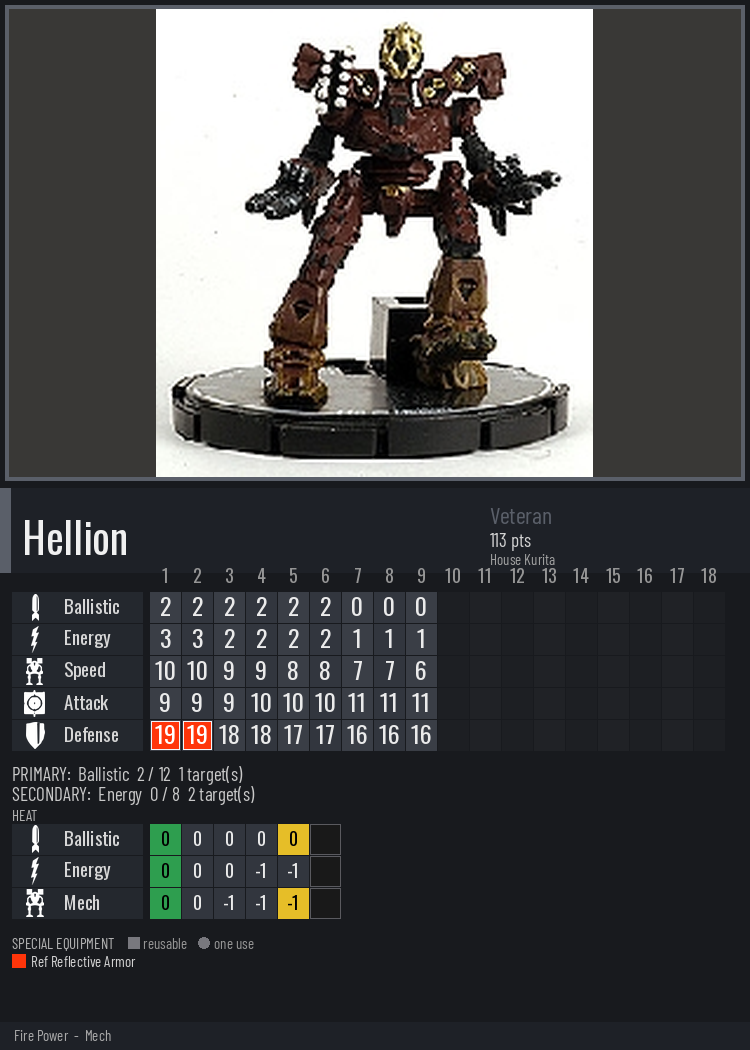 Hellion
Veteran
113 pts
House Kurita
1 2 3 4 5 6 7 8 9 10 11 12 13 14 15 16 17 18
Ballistic 2 2 2 2 2 2 0 0 0
Energy 3 3 2 2 2 2 1 1 1
Speed 10 10 9 9 8 8 7 7 6
Attack 9 9 9 10 10 10 11 11 11
Defense 19 19 18 18 17 17 16 16 16
PRIMARY: Ballistic 2 / 12 1 target(s)
SECONDARY: Energy 0 / 8 2 target(s)
HEAT
Ballistic 0 0 0 0 0
Energy 0 0 0 -1 -1
Mech 0 0 -1 -1 -1
SPECIAL EQUIPMENT reusable one use
Ref Reflective Armor
Fire Power - Mech